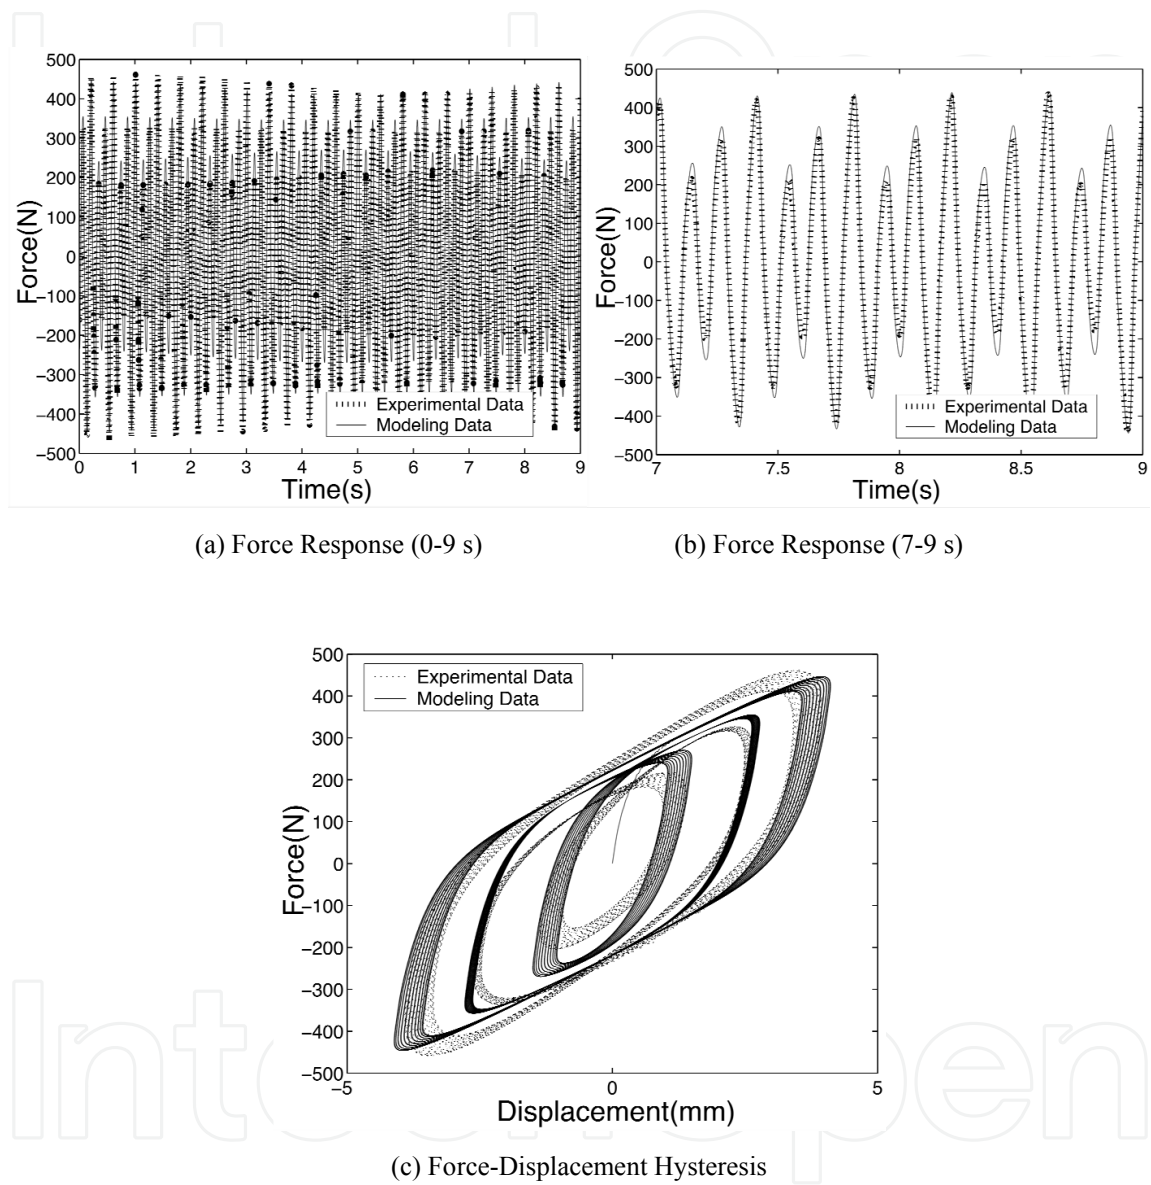 500
400
300
200
100
0
−100
−200
−300
−400
−500
Force(N)
Experimental Data
Modeling Data
0 1 2 3 4 5 6 7 8 9
Time(s)
500
400
300
200
100
0
−100
−200
−300
−400
−500
Force(N)
Experimental Data
Modeling Data
7 7.5 8 8.5 9
Time(s)
(a) Force Response (0-9 s)
(b) Force Response (7-9 s)
500
400
300
200
100
0
−100
−200
−300
−400
−500
Force(N)
Experimental Data
Modeling Data
−5 0 5
Displacement(mm)
(c) Force-Displacement Hysteresis